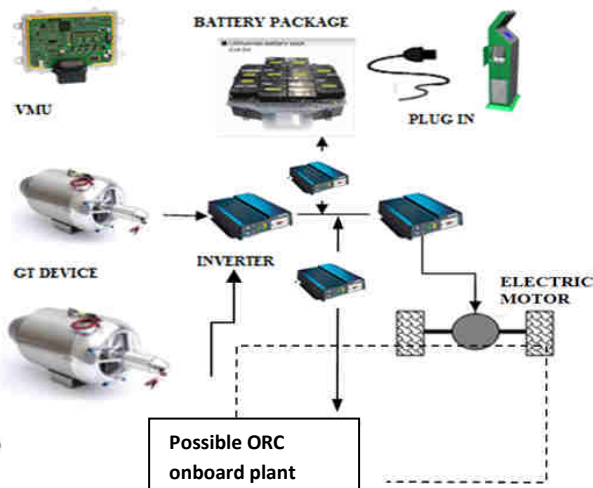 BATTERY PACKAGE
VMU
PLUG IN
GT DEVICE
INVERTER
ELECTRIC
MOTOR
Possible ORC
onboard plant